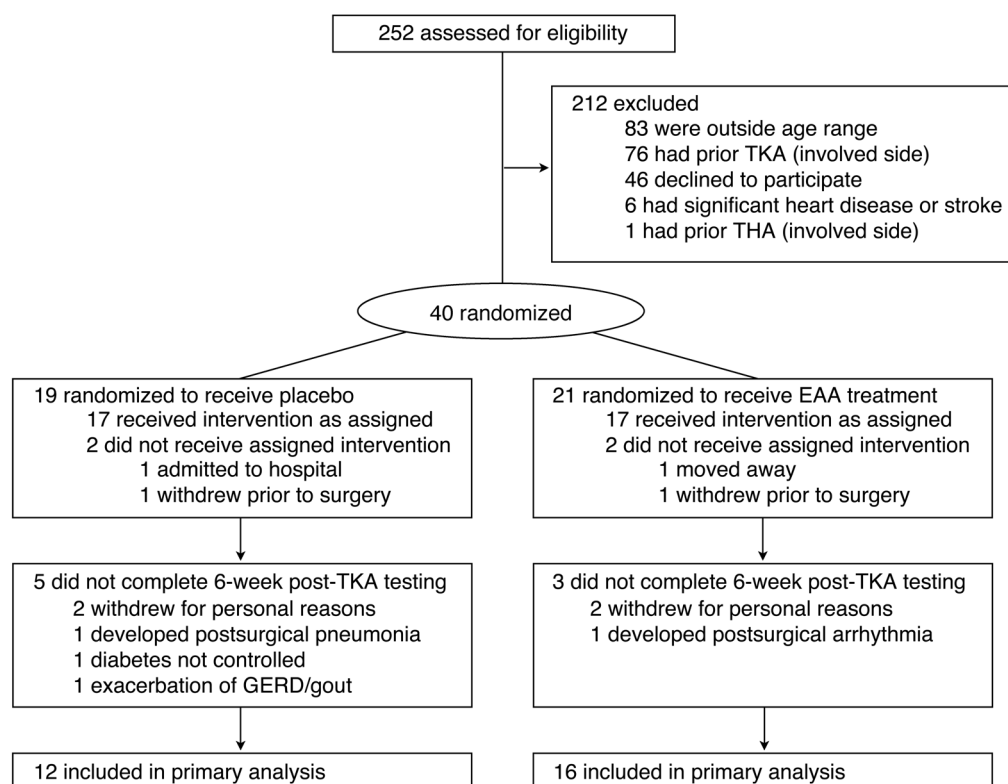 252 assessed for eligibility
212 excluded
83 were outside age range
76 had prior TKA (involved side)
46 declined to participate
6 had significant heart disease or stroke
1 had prior THA (involved side)
40 randomized
19 randomized to receive placebo
17 received intervention as assigned
2 did not receive assigned intervention
1 admitted to hospital
1 withdrew prior to surgery
21 randomized to receive EAA treatment
17 received intervention as assigned
2 did not receive assigned intervention
1 moved away
1 withdrew prior to surgery
5 did not complete 6-week post-TKA testing
2 withdrew for personal reasons
1 developed postsurgical pneumonia
1 diabetes not controlled
1 exacerbation of GERD/gout
3 did not complete 6-week post-TKA testing
2 withdrew for personal reasons
1 developed postsurgical arrhythmia
12 included in primary analysis
16 included in primary analysis